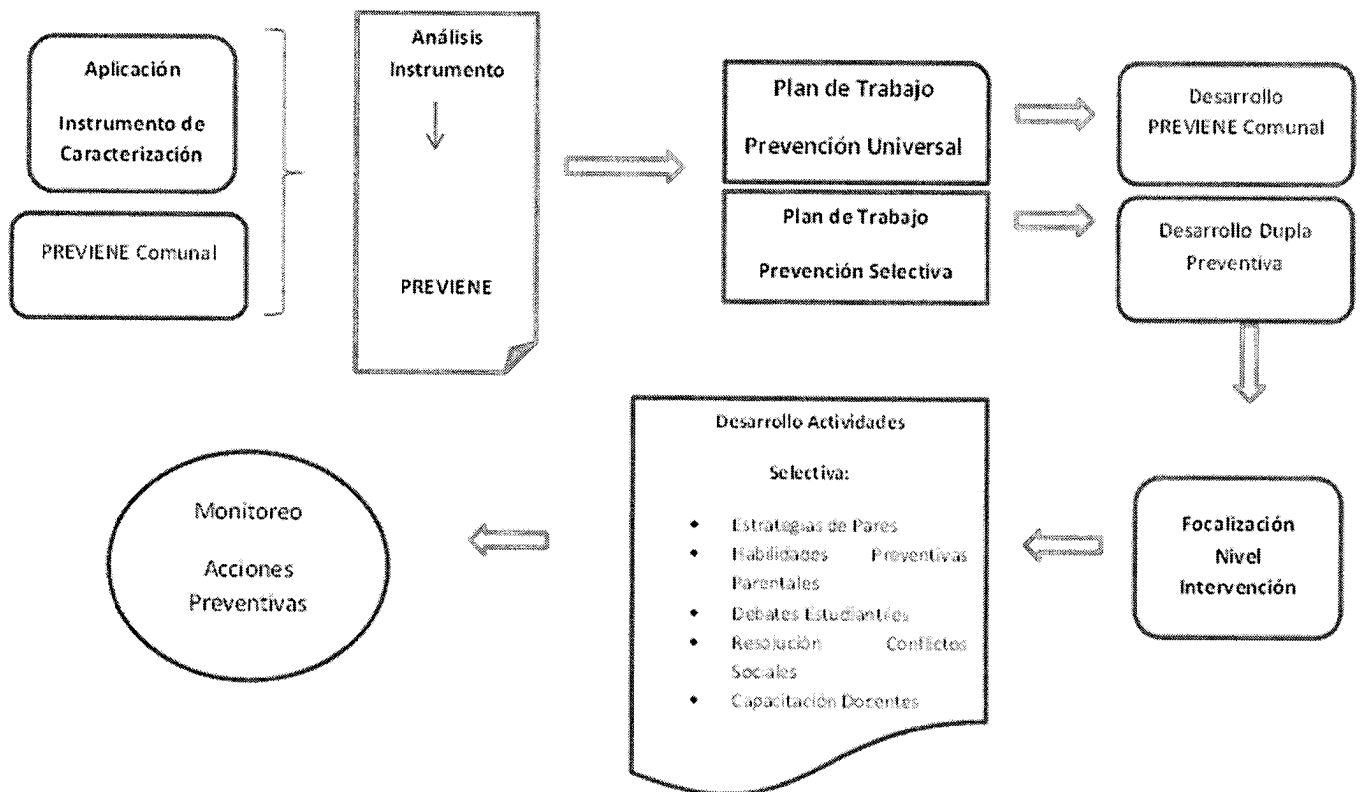 Aplicación
Instrumento de
Caracterización
PREVIENE Comunal
Análisis
Instrumento
PREVIENE
Plan de Trabajo
Prevención Universal
Plan de Trabajo
Prevención Selectiva
Desarrollo
PREVIENE Comunal
Desarrollo Dupla
Preventiva
Focalización
Nivel
Intervención
Desarrollo Actividades
Selectiva:
• Estrategias de Pares
• Habilidades Preventivas
Parentales
• Debates Estudiantiles
• Resolución Conflictos
Sociales
• Capacitación Docentes
Monitoreo
Acciones
Preventivas